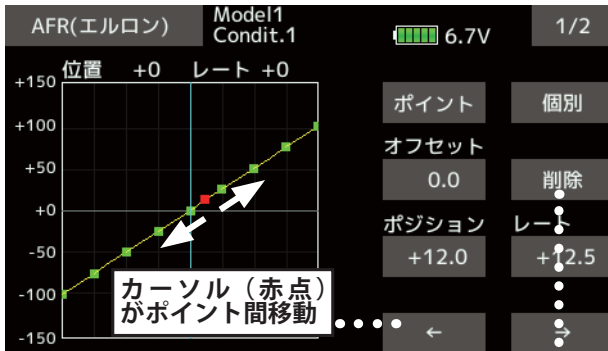 AFR(エルロン)
Model1
Condit.1
6.7V
1/2
位置 +0 レート +0
+150
+100
+50
+0
-50
-100
-150
ポイント
個別
オフセット
0.0
削除
ポジション レート
+12.0
+12.5
カーソル（赤点）
がポイント間移動
←
→